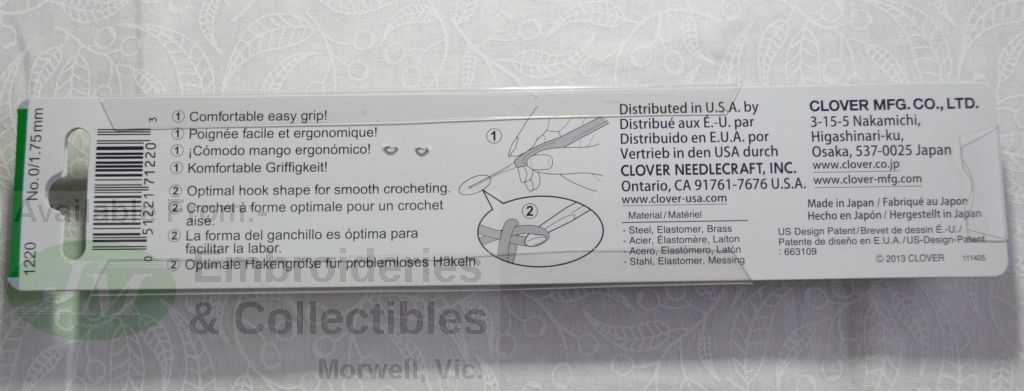 No.0/1.75mm
1220
0 51221 71220 3
① Comfortable easy grip!
① Poignée facile et ergonomique!
① ¡Cómodo mango ergonómico!
① Komfortable Griffigkeit!
② Optimal hook shape for smooth crocheting.
② Crochet à forme optimale pour un crochet
aisé.
② La forma del ganchillo es óptima para
facilitar la labor.
② Optimale Hakengröße für problemloses Häkeln.
①
②
Distributed in U.S.A. by
Distribué aux É.-U. par
Distribuido en E.U.A. por
Vertrieb in den USA durch
CLOVER NEEDLECRAFT, INC.
Ontario, CA 91761-7676 U.S.A.
www.clover-usa.com
Material / Matériel
- Steel, Elastomer, Brass
- Acier, Élastomère, Laiton
- Acero, Elastómero, Latón
- Stahl, Elastomer, Messing
CLOVER MFG. CO., LTD.
3-15-5 Nakamichi,
Higashinari-ku,
Osaka, 537-0025 Japan
www.clover.co.jp
www.clover-mfg.com
Made in Japan / Fabriqué au Japon
Hecho en Japón / Hergestellt in Japan
US Design Patent/Brevet de dessin É.-U./
Patente de diseño en E.U.A./US-Design-Patent
: 663109
© 2013 CLOVER 111405
Available From:-
JM
Embroideries
& Collectibles
Morwell, Vic.